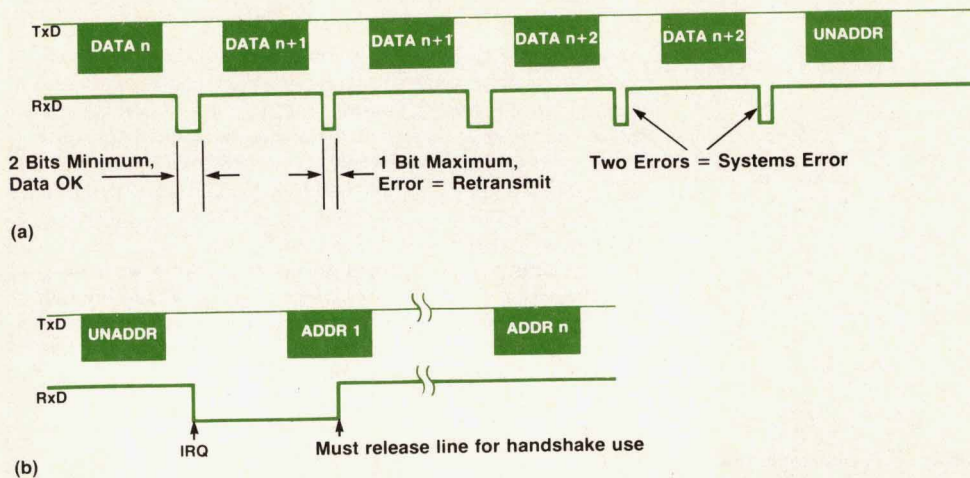 TxD
DATA n
DATA n+1
DATA n+1
DATA n+2
DATA n+2
UNADDR
RxD
2 Bits Minimum,
Data OK
1 Bit Maximum,
Error = Retransmit
Two Errors = Systems Error
(a)
TxD
UNADDR
ADDR 1
ADDR n
RxD
IRQ
Must release line for handshake use
(b)